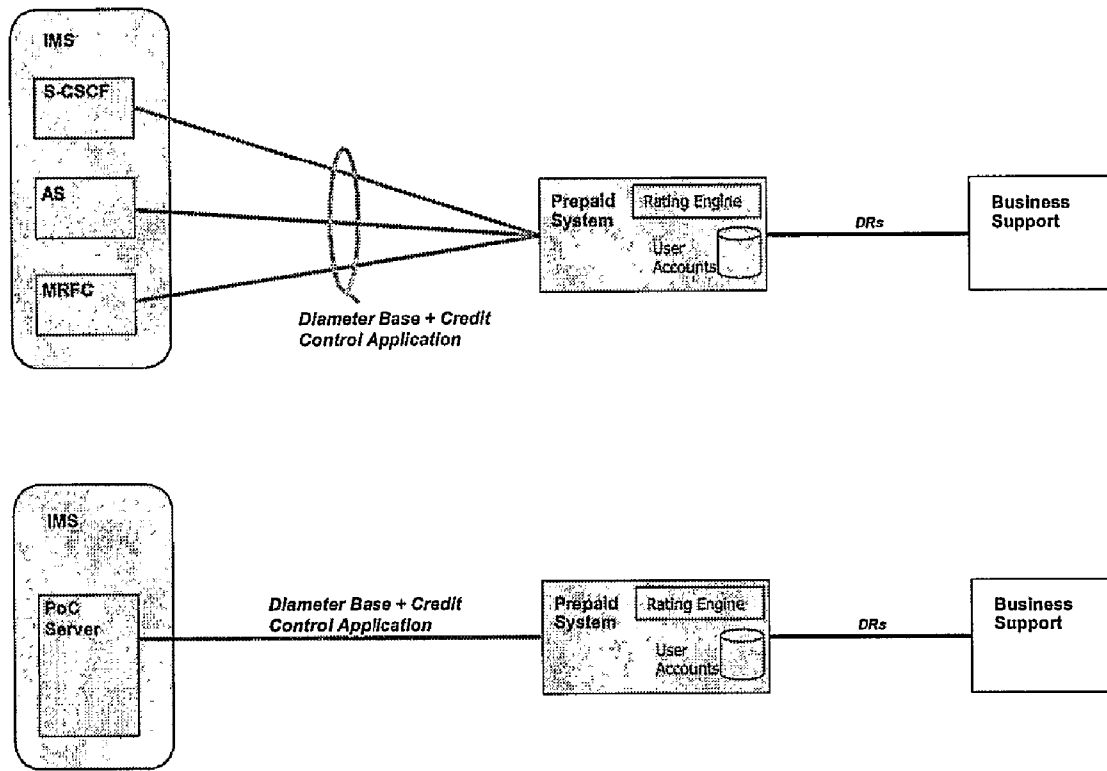 IMS
S-CSCF
AS
MRFC
Diameter Base + Credit
Control Application
Prepaid
System
Rating Engine
User
Accounts
DRs
Business
Support
IMS
PoC
Server
Diameter Base + Credit
Control Application
Prepaid
System
Rating Engine
User
Accounts
DRs
Business
Support